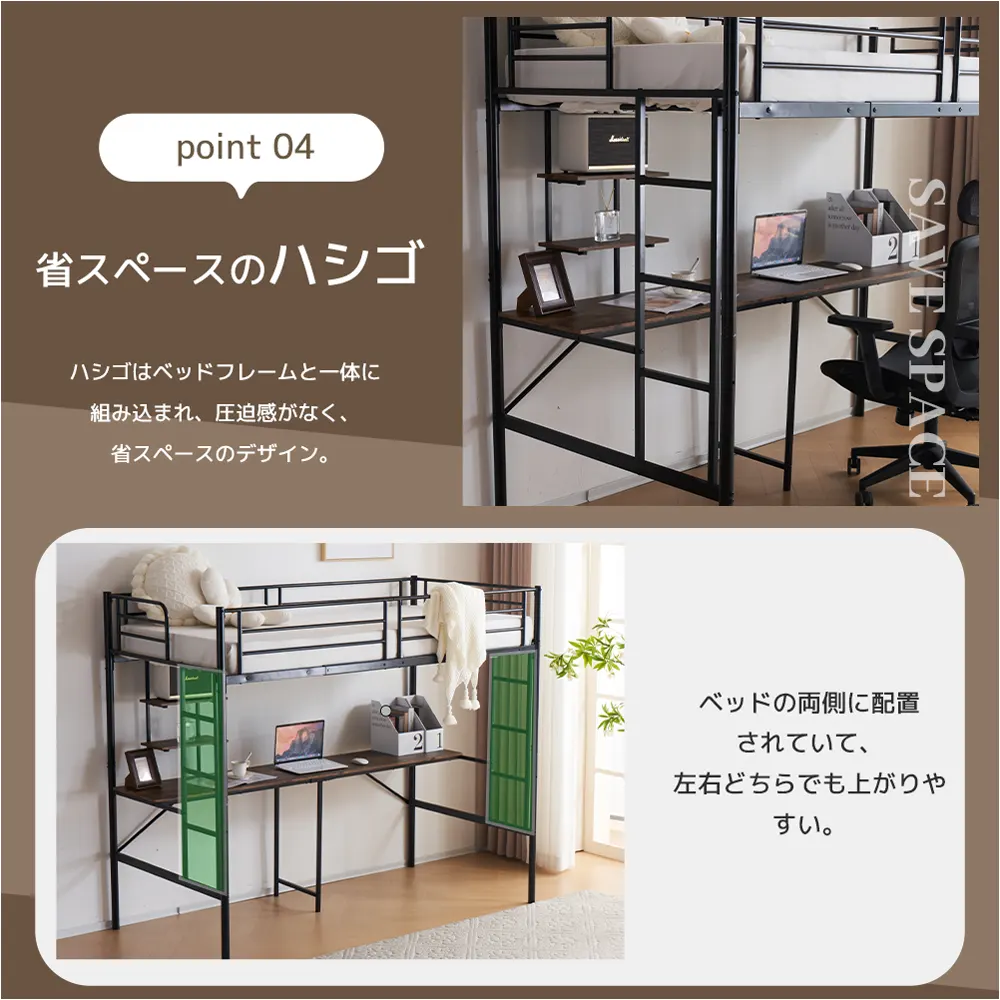 point 04
省スペースのハシゴ
ハシゴはベッドフレームと一体に
組み込まれ、圧迫感がなく、
省スペースのデザイン。
SAVE SPACE
2
ベッドの両側に配置
されていて、
左右どちらでも上がりや
すい。
2
1